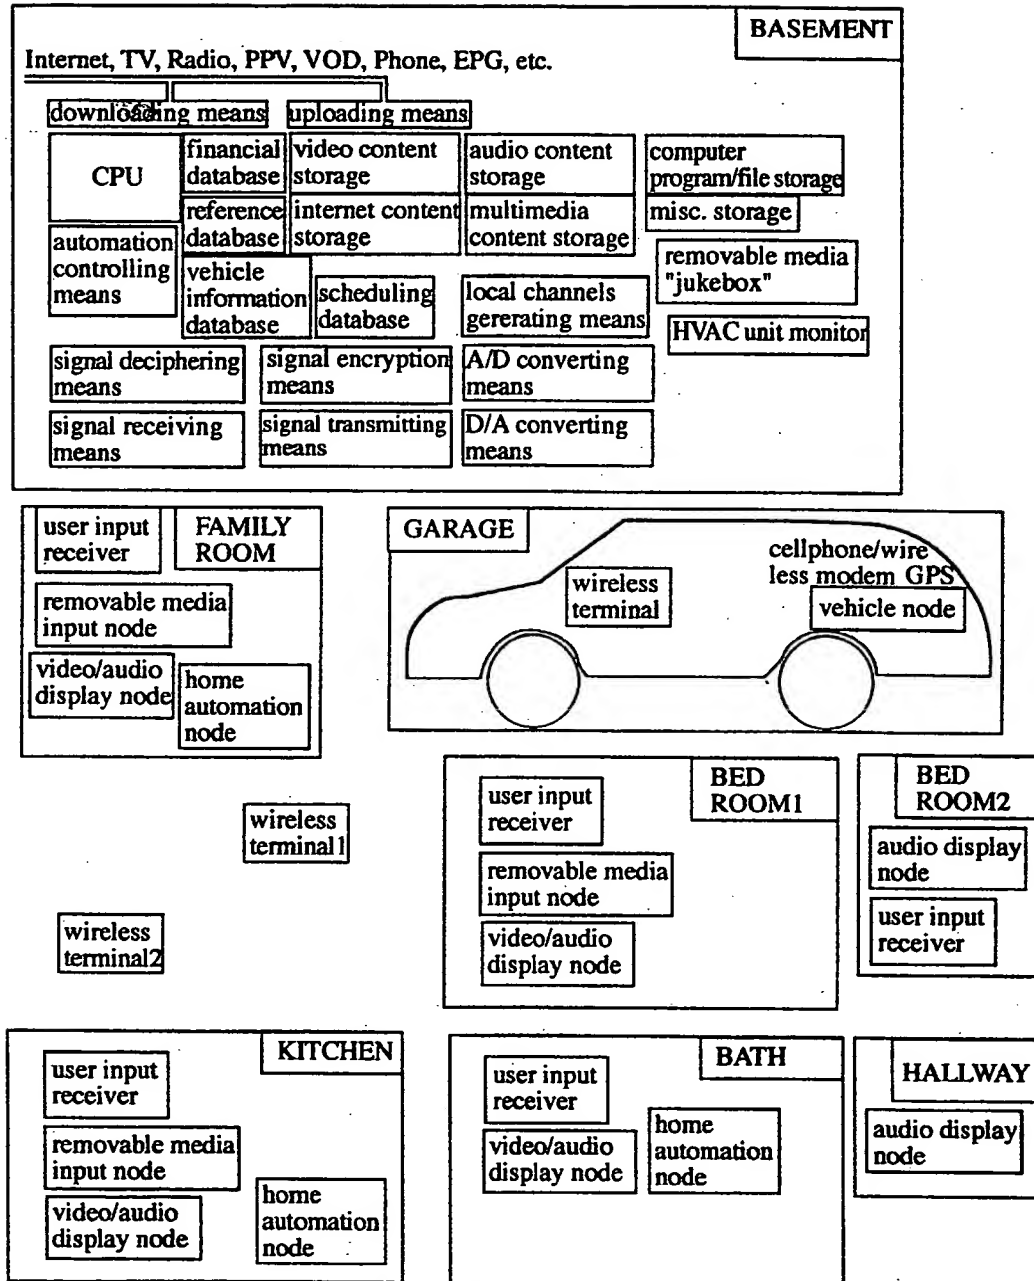 BASEMENT
Internet, TV, Radio, PPV, VOD, Phone, EPG, etc.
downloading means
uploading means
CPU
financial
database
video content
storage
audio content
storage
computer
program/file storage
reference
database
internet content
storage
multimedia
content storage
misc. storage
automation
controlling
means
vehicle
information
database
scheduling
database
local channels
gererating means
removable media
"jukebox"
HVAC unit monitor
signal deciphering
means
signal encryption
means
A/D converting
means
signal receiving
means
signal transmitting
means
D/A converting
means
user input
receiver
FAMILY
ROOM
removable media
input node
video/audio
display node
home
automation
node
GARAGE
wireless
terminal
cellphone/wire
less modem GPS
vehicle node
wireless
terminal1
wireless
terminal2
BED
ROOM1
user input
receiver
removable media
input node
video/audio
display node
BED
ROOM2
audio display
node
user input
receiver
KITCHEN
user input
receiver
removable media
input node
video/audio
display node
home
automation
node
BATH
user input
receiver
video/audio
display node
home
automation
node
HALLWAY
audio display
node